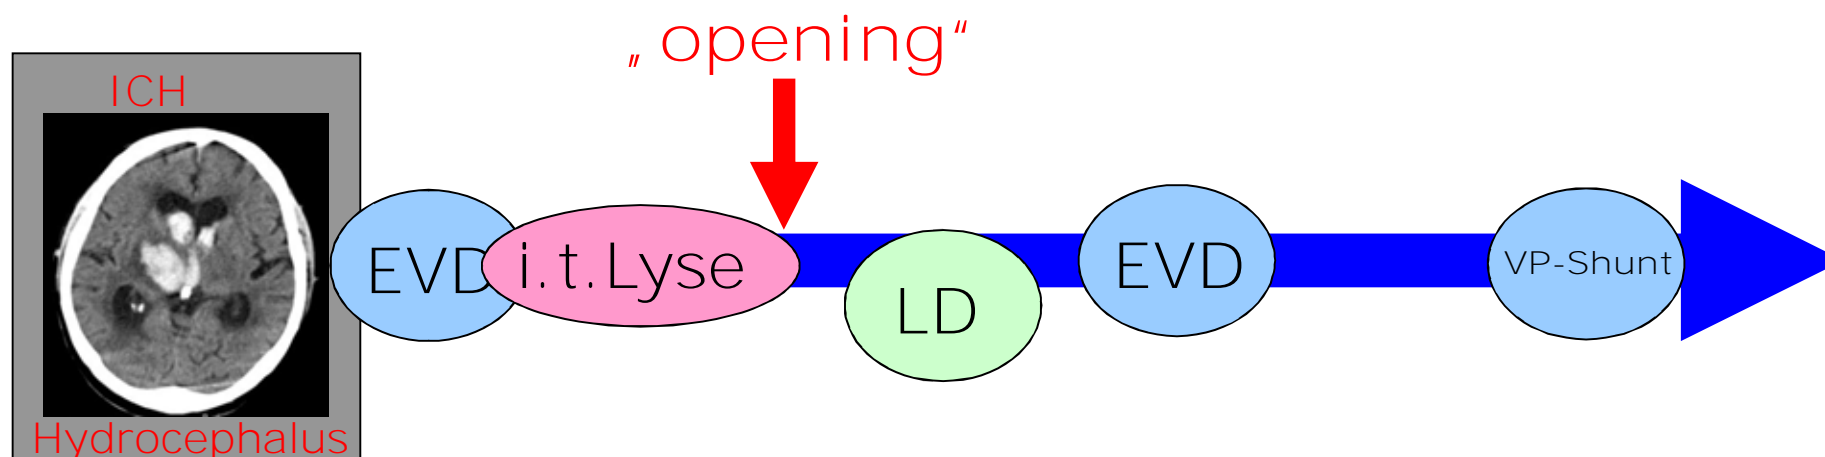 „opening“
ICH
EVD
i.t.Lyse
LD
EVD
VP-Shunt
Hydrocephalus